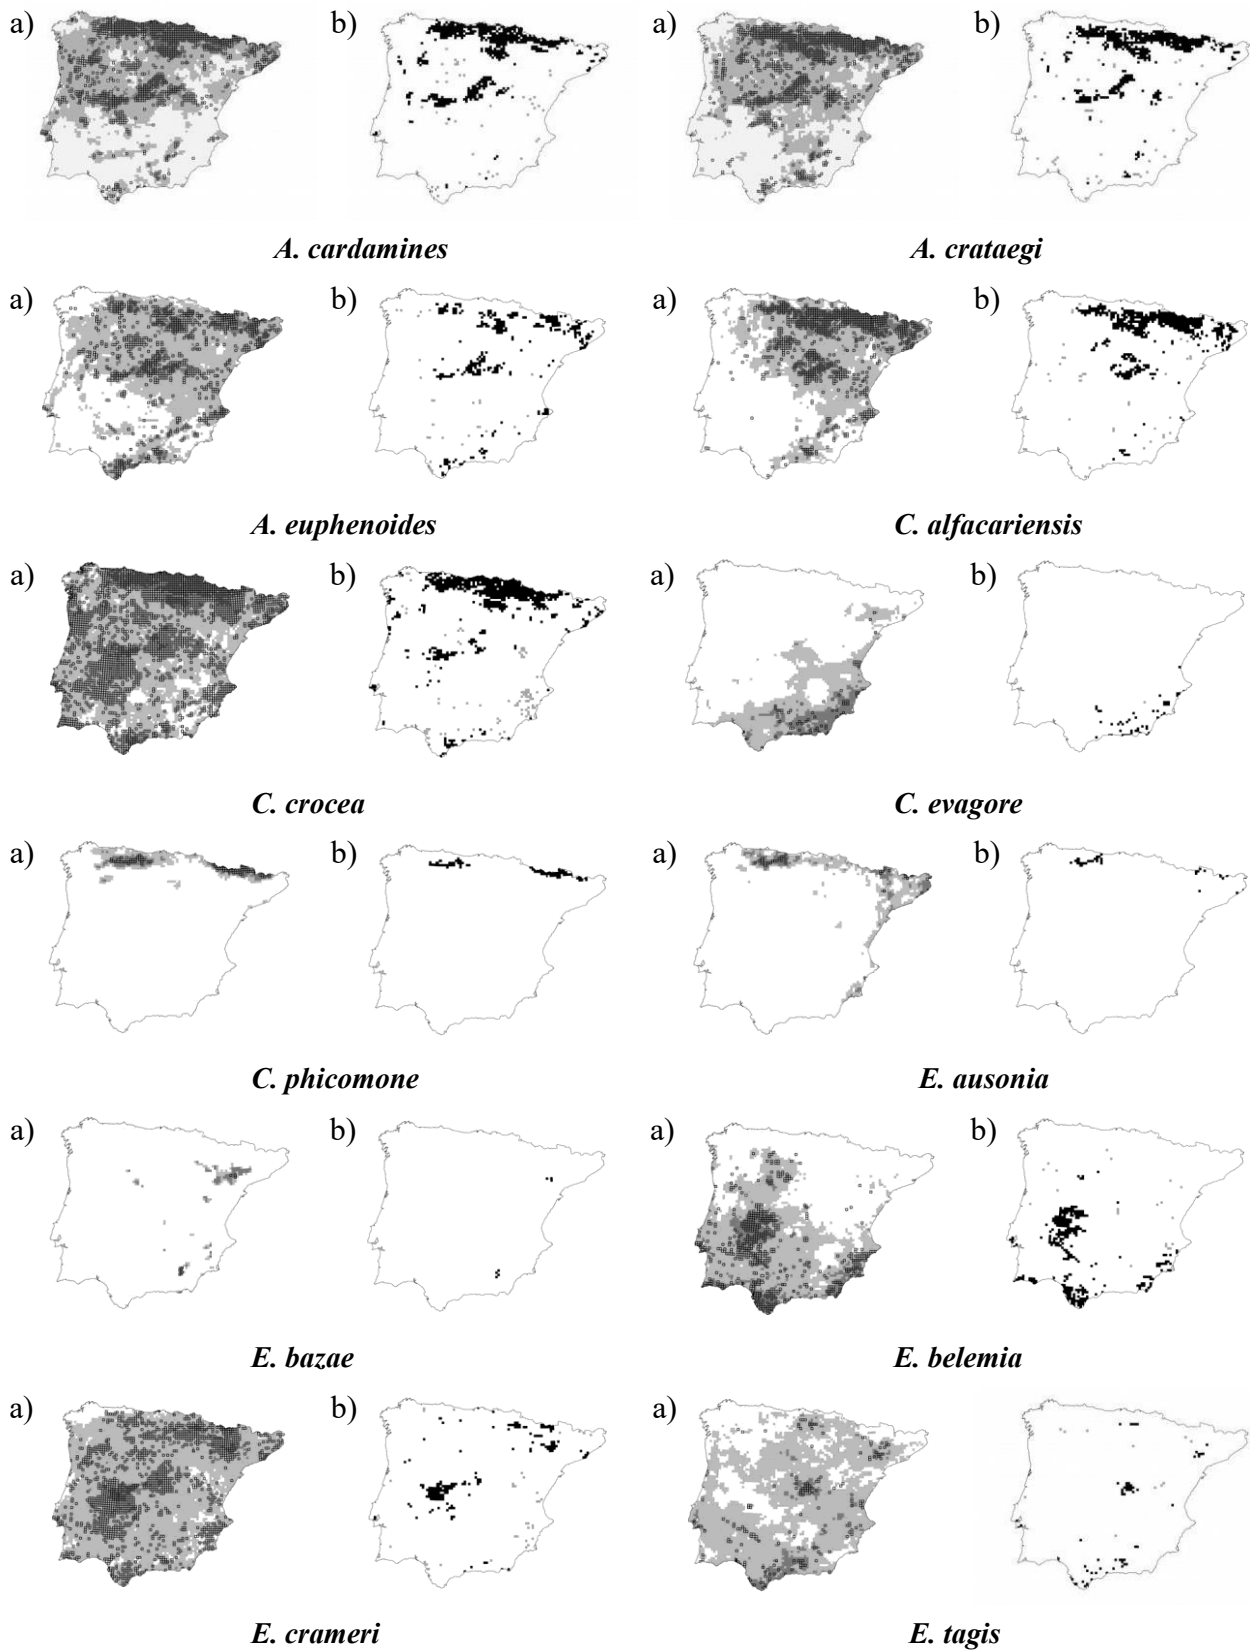 a) b) a) b)
A. cardamines A. crataegi
a) b) a) b)
A. euphenoides C. alfacariensis
a) b) a) b)
C. crocea C. evagore
a) b) a) b)
C. phicomone E. ausonia
a) b) a) b)
E. bazae E. belemia
a) b) a) b)
E. crameri E. tagis